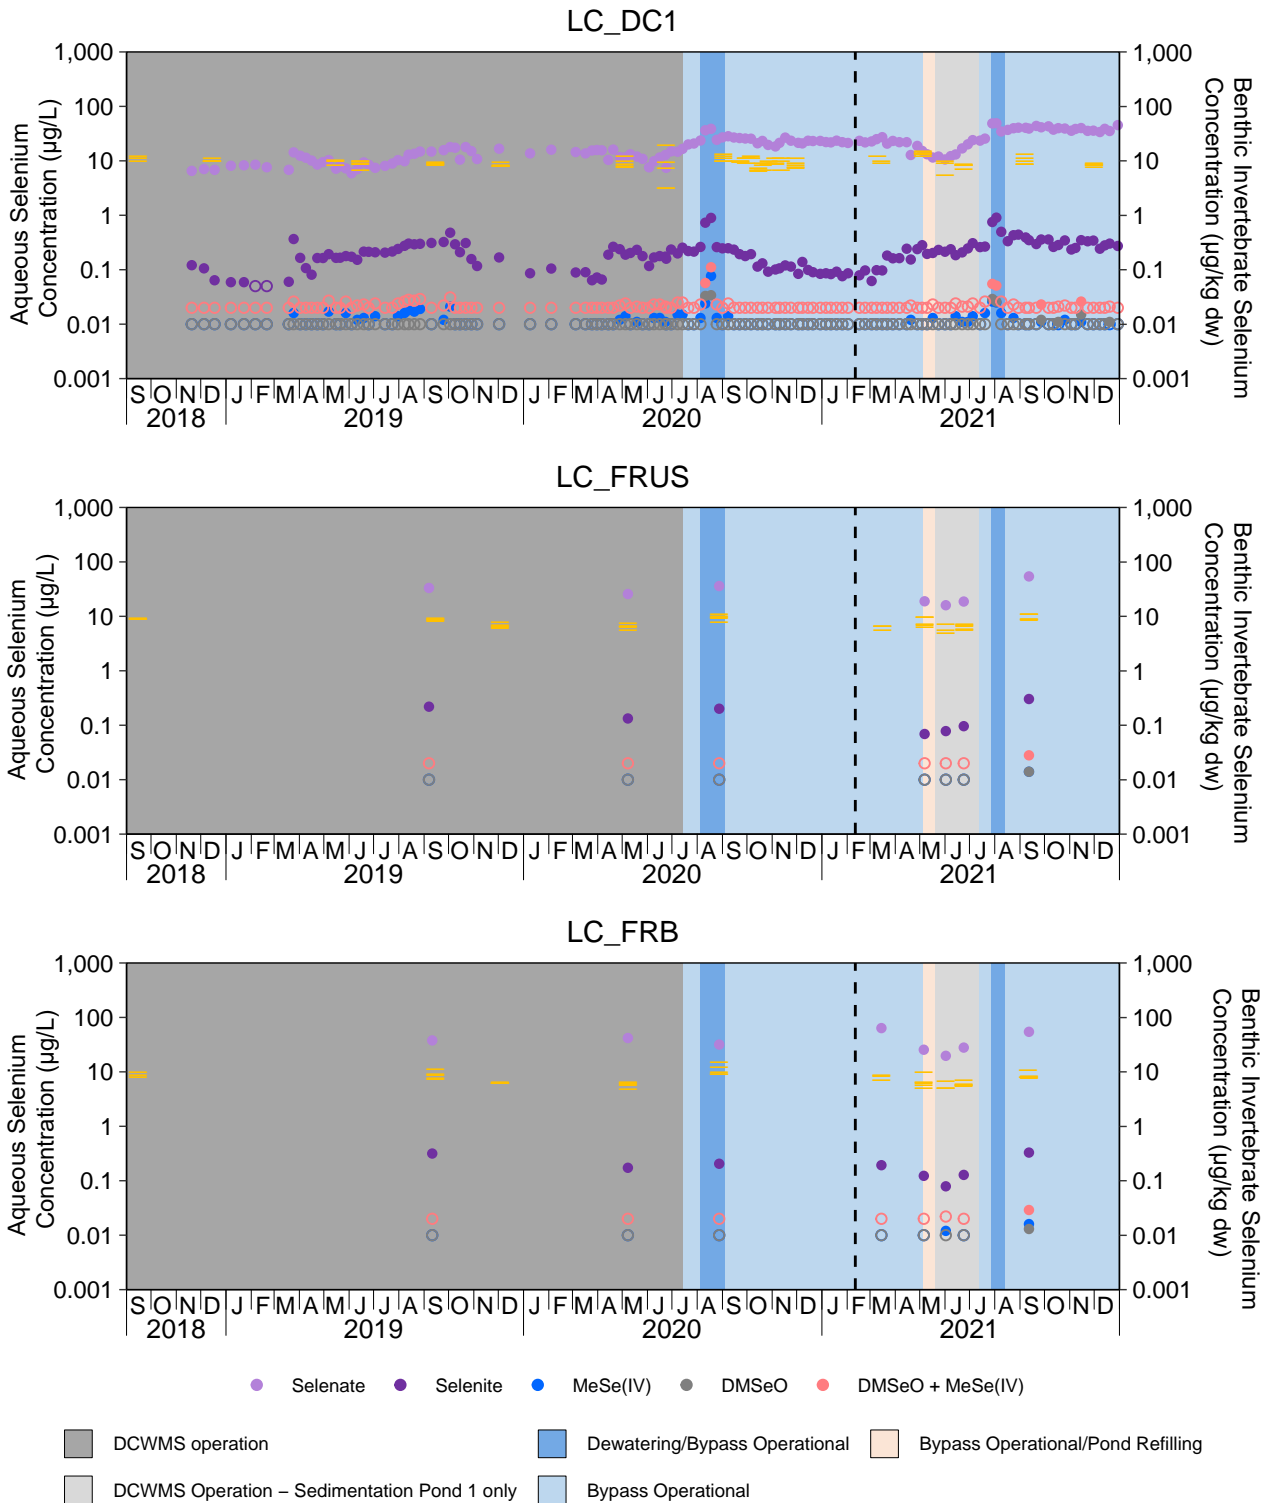 LC_DC1
1,000 1,000
100 100
10 10
1 1
0.1 0.1
0.01 0.01
0.001 0.001
Aqueous Selenium
Concentration (µg/L)
Benthic Invertebrate Selenium
Concentration (µg/kg dw)
S O N D J F M A M J J A S O N D J F M A M J J A S O N D J F M A M J J A S O N D
2018 2019 2020 2021
LC_FRUS
1,000 1,000
100 100
10 10
1 1
0.1 0.1
0.01 0.01
0.001 0.001
Aqueous Selenium
Concentration (µg/L)
Benthic Invertebrate Selenium
Concentration (µg/kg dw)
S O N D J F M A M J J A S O N D J F M A M J J A S O N D J F M A M J J A S O N D
2018 2019 2020 2021
LC_FRB
1,000 1,000
100 100
10 10
1 1
0.1 0.1
0.01 0.01
0.001 0.001
Aqueous Selenium
Concentration (µg/L)
Benthic Invertebrate Selenium
Concentration (µg/kg dw)
S O N D J F M A M J J A S O N D J F M A M J J A S O N D J F M A M J J A S O N D
2018 2019 2020 2021
Selenate Selenite MeSe(IV) DMSeO DMSeO + MeSe(IV)
DCWMS operation Dewatering/Bypass Operational Bypass Operational/Pond Refilling
DCWMS Operation – Sedimentation Pond 1 only Bypass Operational